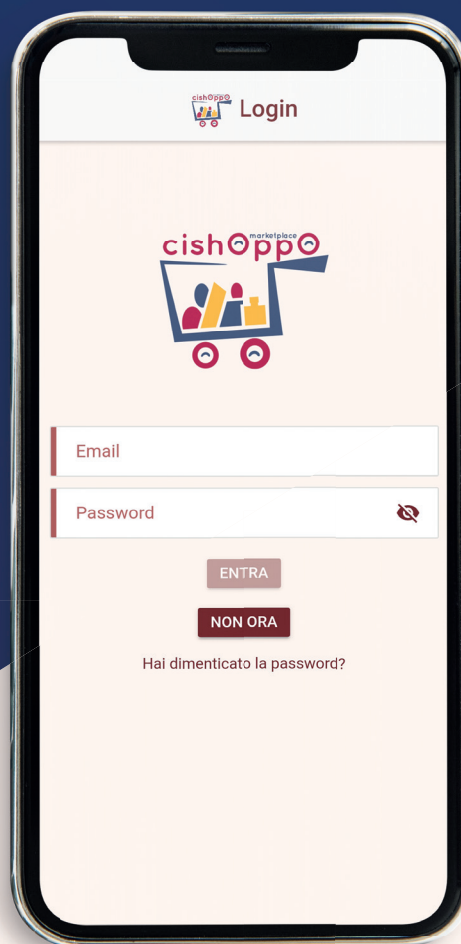 cishoppo
Login
marketplace
cishoppo
Email
Password
ENTRA
NON ORA
Hai dimenticato la password?